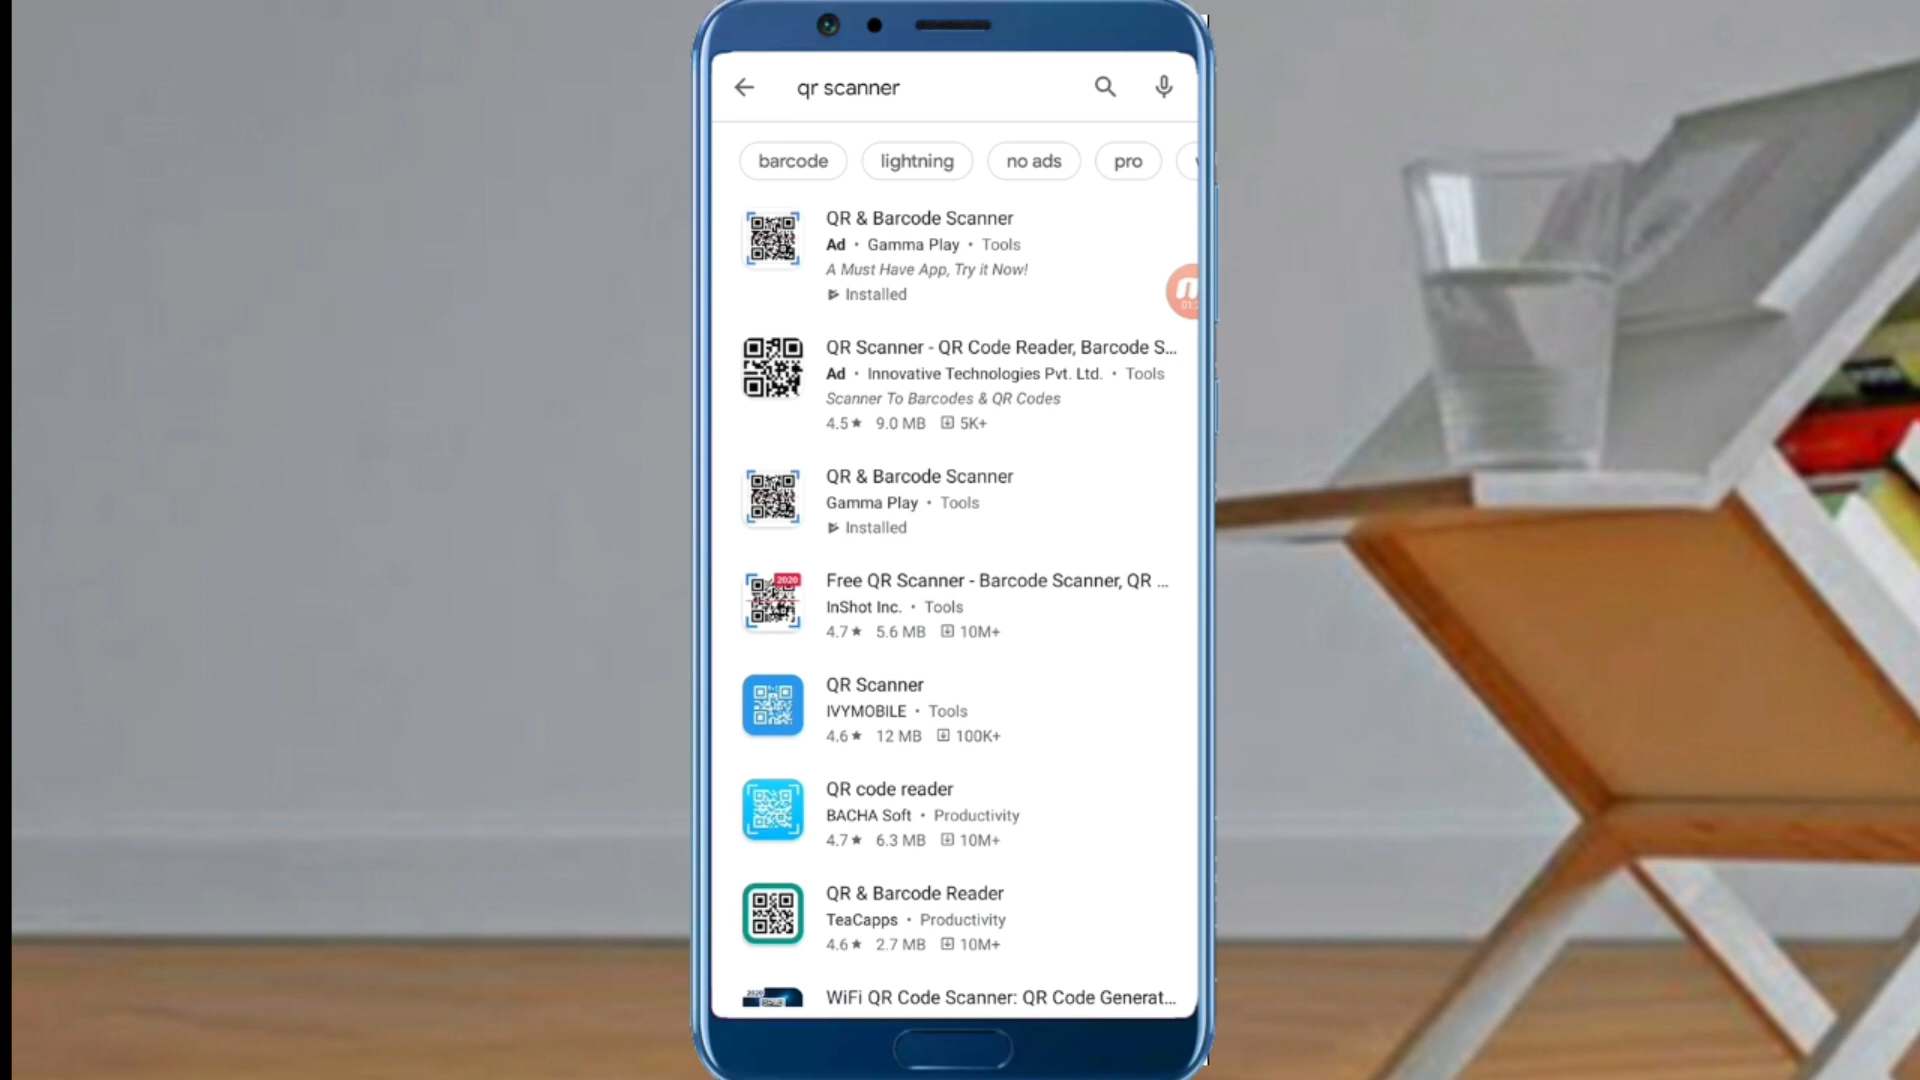 qr scanner
barcode lightning no ads pro
QR & Barcode Scanner
Ad • Gamma Play • Tools
A Must Have App, Try it Now!
Installed
QR Scanner - QR Code Reader, Barcode S...
Ad • Innovative Technologies Pvt. Ltd. • Tools
Scanner To Barcodes & QR Codes
4.5★ 9.0 MB 5K+
QR & Barcode Scanner
Gamma Play • Tools
Installed
2020
Free QR Scanner - Barcode Scanner, QR ...
InShot Inc. • Tools
4.7★ 5.6 MB 10M+
QR Scanner
IVYMOBILE • Tools
4.6★ 12 MB 100K+
QR code reader
BACHA Soft • Productivity
4.7★ 6.3 MB 10M+
QR & Barcode Reader
TeaCapps • Productivity
4.6★ 2.7 MB 10M+
2020
WiFi QR Code Scanner: QR Code Generat...